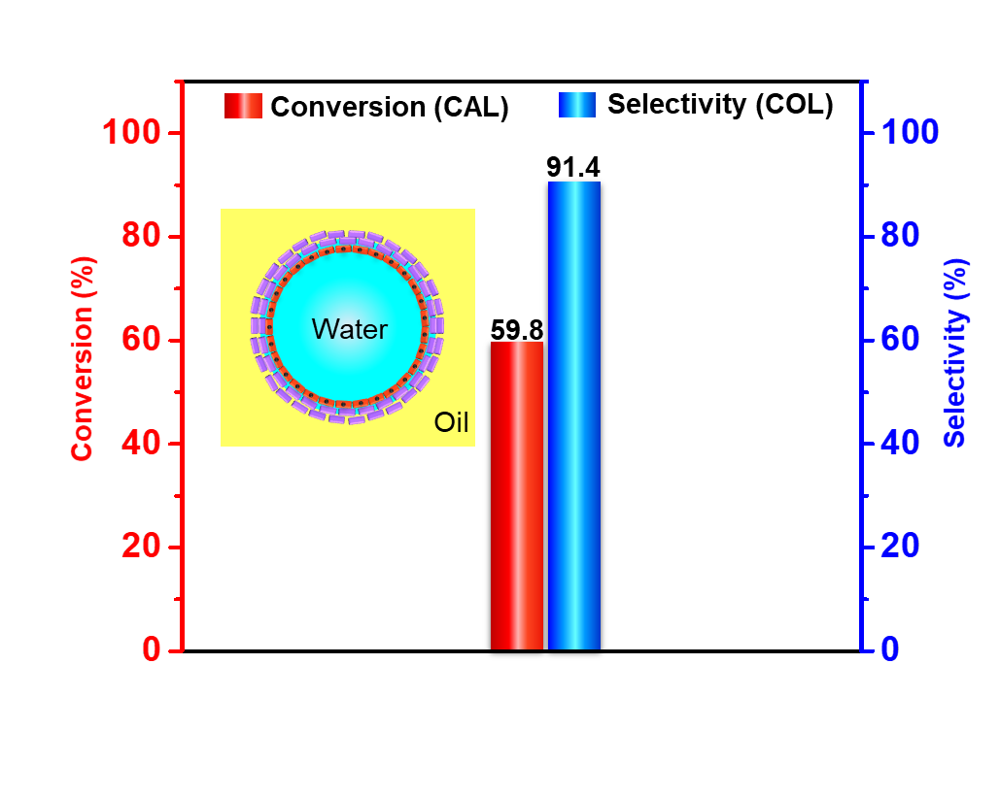 Conversion (CAL)
Selectivity (COL)
100
80
60
40
20
0
Conversion (%)
Water
Oil
59.8
91.4
100
80
60
40
20
0
Selectivity (%)